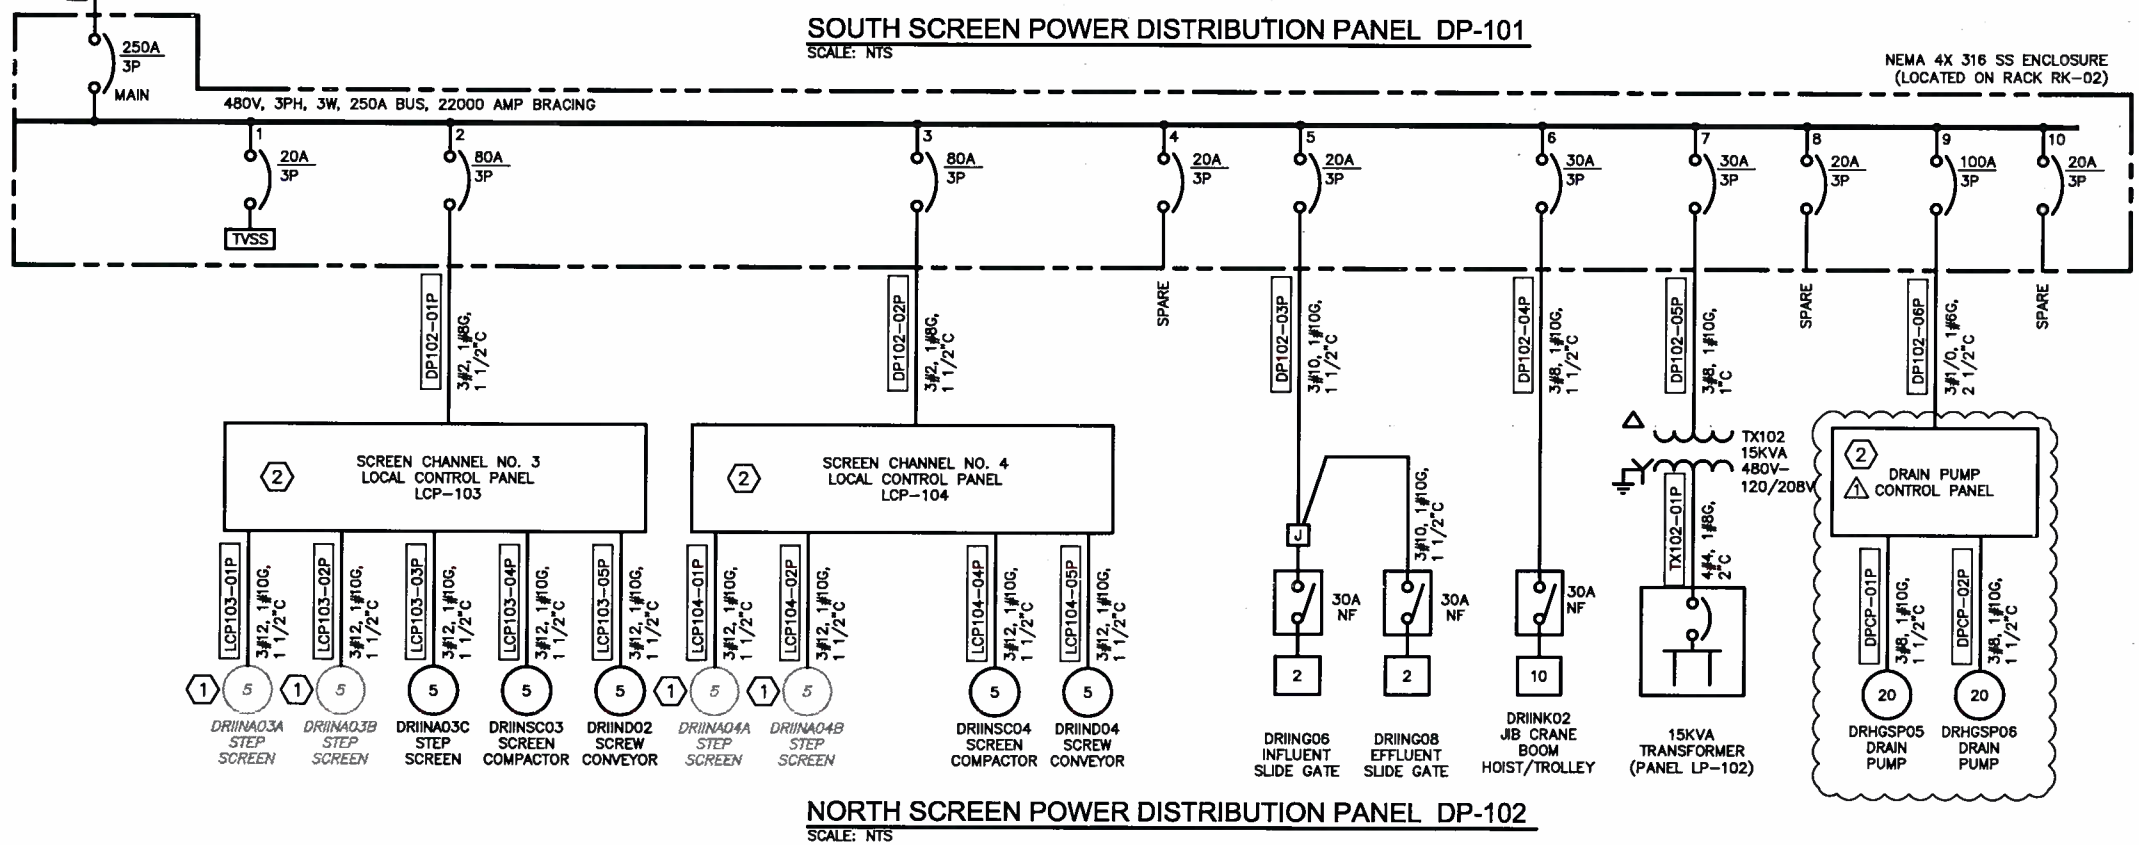 SOUTH SCREEN POWER DISTRIBUTION PANEL DP-101
SCALE: NTS
NEMA 4X 316 SS ENCLOSURE
(LOCATED ON RACK RK-02)
250A
3P
MAIN
480V, 3PH, 3W, 250A BUS, 22000 AMP BRACING
1
20A
3P
TVSS
2
80A
3P
3
80A
3P
4
20A
3P
5
20A
3P
6
30A
3P
7
30A
3P
8
20A
3P
9
100A
3P
10
20A
3P
DP102-01P
3#2, 1#8G,
1 1/2"C
DP102-02P
3#2, 1#8G,
1 1/2"C
SPARE
DP102-03P
3#10, 1#10G,
1 1/2"C
DP102-04P
3#8, 1#10G,
1 1/2"C
DP102-05P
3#8, 1#10G,
1"C
SPARE
DP102-06P
3#1/0, 1#6G,
2 1/2"C
SPARE
2
SCREEN CHANNEL NO. 3
LOCAL CONTROL PANEL
LCP-103
2
SCREEN CHANNEL NO. 4
LOCAL CONTROL PANEL
LCP-104
TX102
15KVA
480V-
120/208V
2
1
DRAIN PUMP
CONTROL PANEL
LCP103-01P
3#12, 1#10G,
1 1/2"C
LCP103-02P
3#12, 1#10G,
1 1/2"C
LCP103-03P
3#12, 1#10G,
1 1/2"C
LCP103-04P
3#12, 1#10G,
1 1/2"C
LCP103-05P
3#12, 1#10G,
1 1/2"C
LCP104-01P
3#12, 1#10G,
1 1/2"C
LCP104-02P
3#12, 1#10G,
1 1/2"C
LCP104-04P
3#12, 1#10G,
1 1/2"C
LCP104-05P
3#12, 1#10G,
1 1/2"C
J
3#10, 1#10G,
1 1/2"C
30A
NF
30A
NF
30A
NF
TX102-01P
4#4, 1#8G,
2"C
DPCP-01P
3#8, 1#10G,
1 1/2"C
DPCP-02P
3#8, 1#10G,
1 1/2"C
1
5
DRIINA03A
STEP
SCREEN
1
5
DRIINA03B
STEP
SCREEN
5
DRIINA03C
STEP
SCREEN
5
DRIINSC03
SCREEN
COMPACTOR
5
DRIIND02
SCREW
CONVEYOR
1
5
DRIINA04A
STEP
SCREEN
1
5
DRIINA04B
STEP
SCREEN
5
DRIINSC04
SCREEN
COMPACTOR
5
DRIIND04
SCREW
CONVEYOR
2
DRIING06
INFLUENT
SLIDE GATE
2
DRIING08
EFFLUENT
SLIDE GATE
10
DRIINK02
JIB CRANE
BOOM
HOIST/TROLLEY
15KVA
TRANSFORMER
(PANEL LP-102)
20
DRHGSP05
DRAIN
PUMP
20
DRHGSP06
DRAIN
PUMP
NORTH SCREEN POWER DISTRIBUTION PANEL DP-102
SCALE: NTS